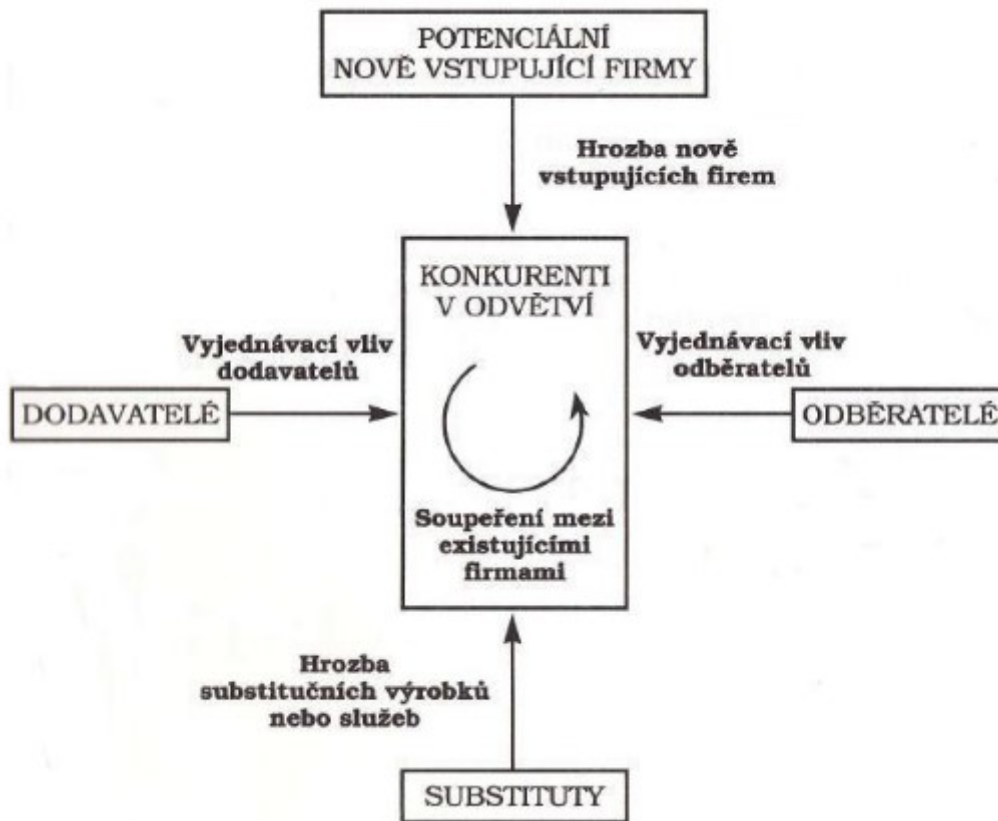 POTENCIÁLNÍ
NOVĚ VSTUPUJÍCÍ FIRMY
Hrozba nově
vstupujících firem
KONKURENTI
V ODVĚTVÍ
Vyjednávací vliv
dodavatelů
Vyjednávací vliv
odběratelů
DODAVATELÉ
ODBĚRATELÉ
Soupeření mezi
existujícími
firmami
Hrozba
substitučních výrobků
nebo služeb
SUBSTITUTY